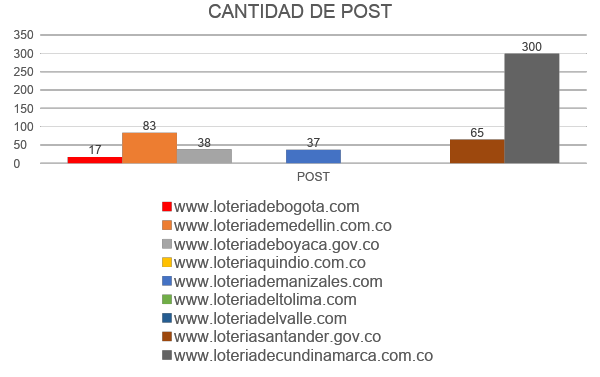 CANTIDAD DE POST
350
300
250
200
150
100
50
0
17
83
38
37
65
300
POST
www.loteriadebogota.com
www.loteriademedellin.com.co
www.loteriadeboyaca.gov.co
www.loteriaquindio.com.co
www.loteriademanizales.com
www.loteriadeltolima.com
www.loteriadelvalle.com
www.loteriasantander.gov.co
www.loteriadecundinamarca.com.co